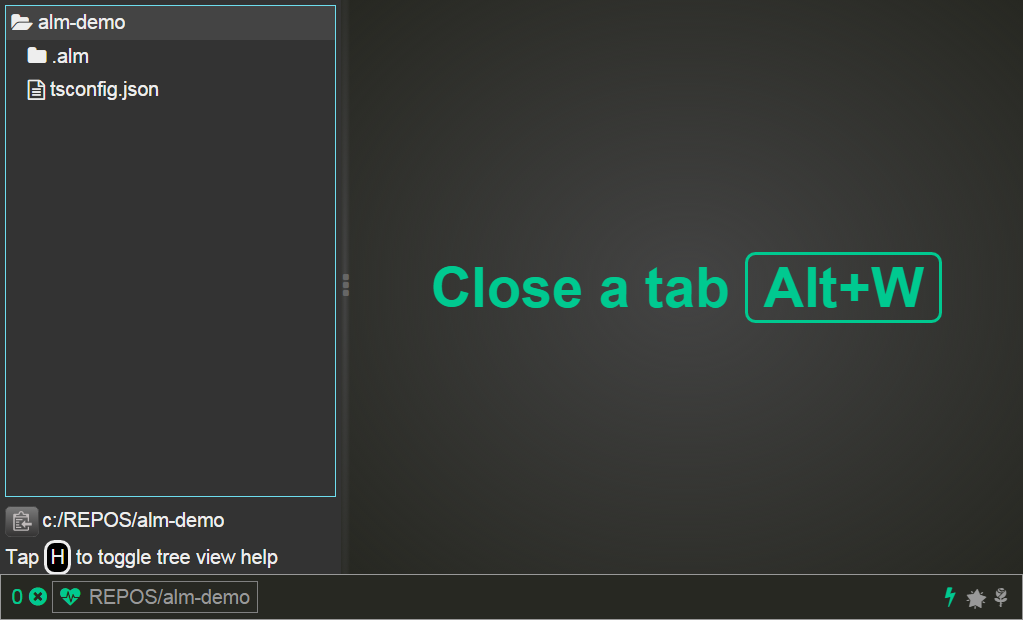 alm-demo
.alm
tsconfig.json
Close a tab Alt+W
c:/REPOS/alm-demo
Tap H to toggle tree view help
0 REPOS/alm-demo